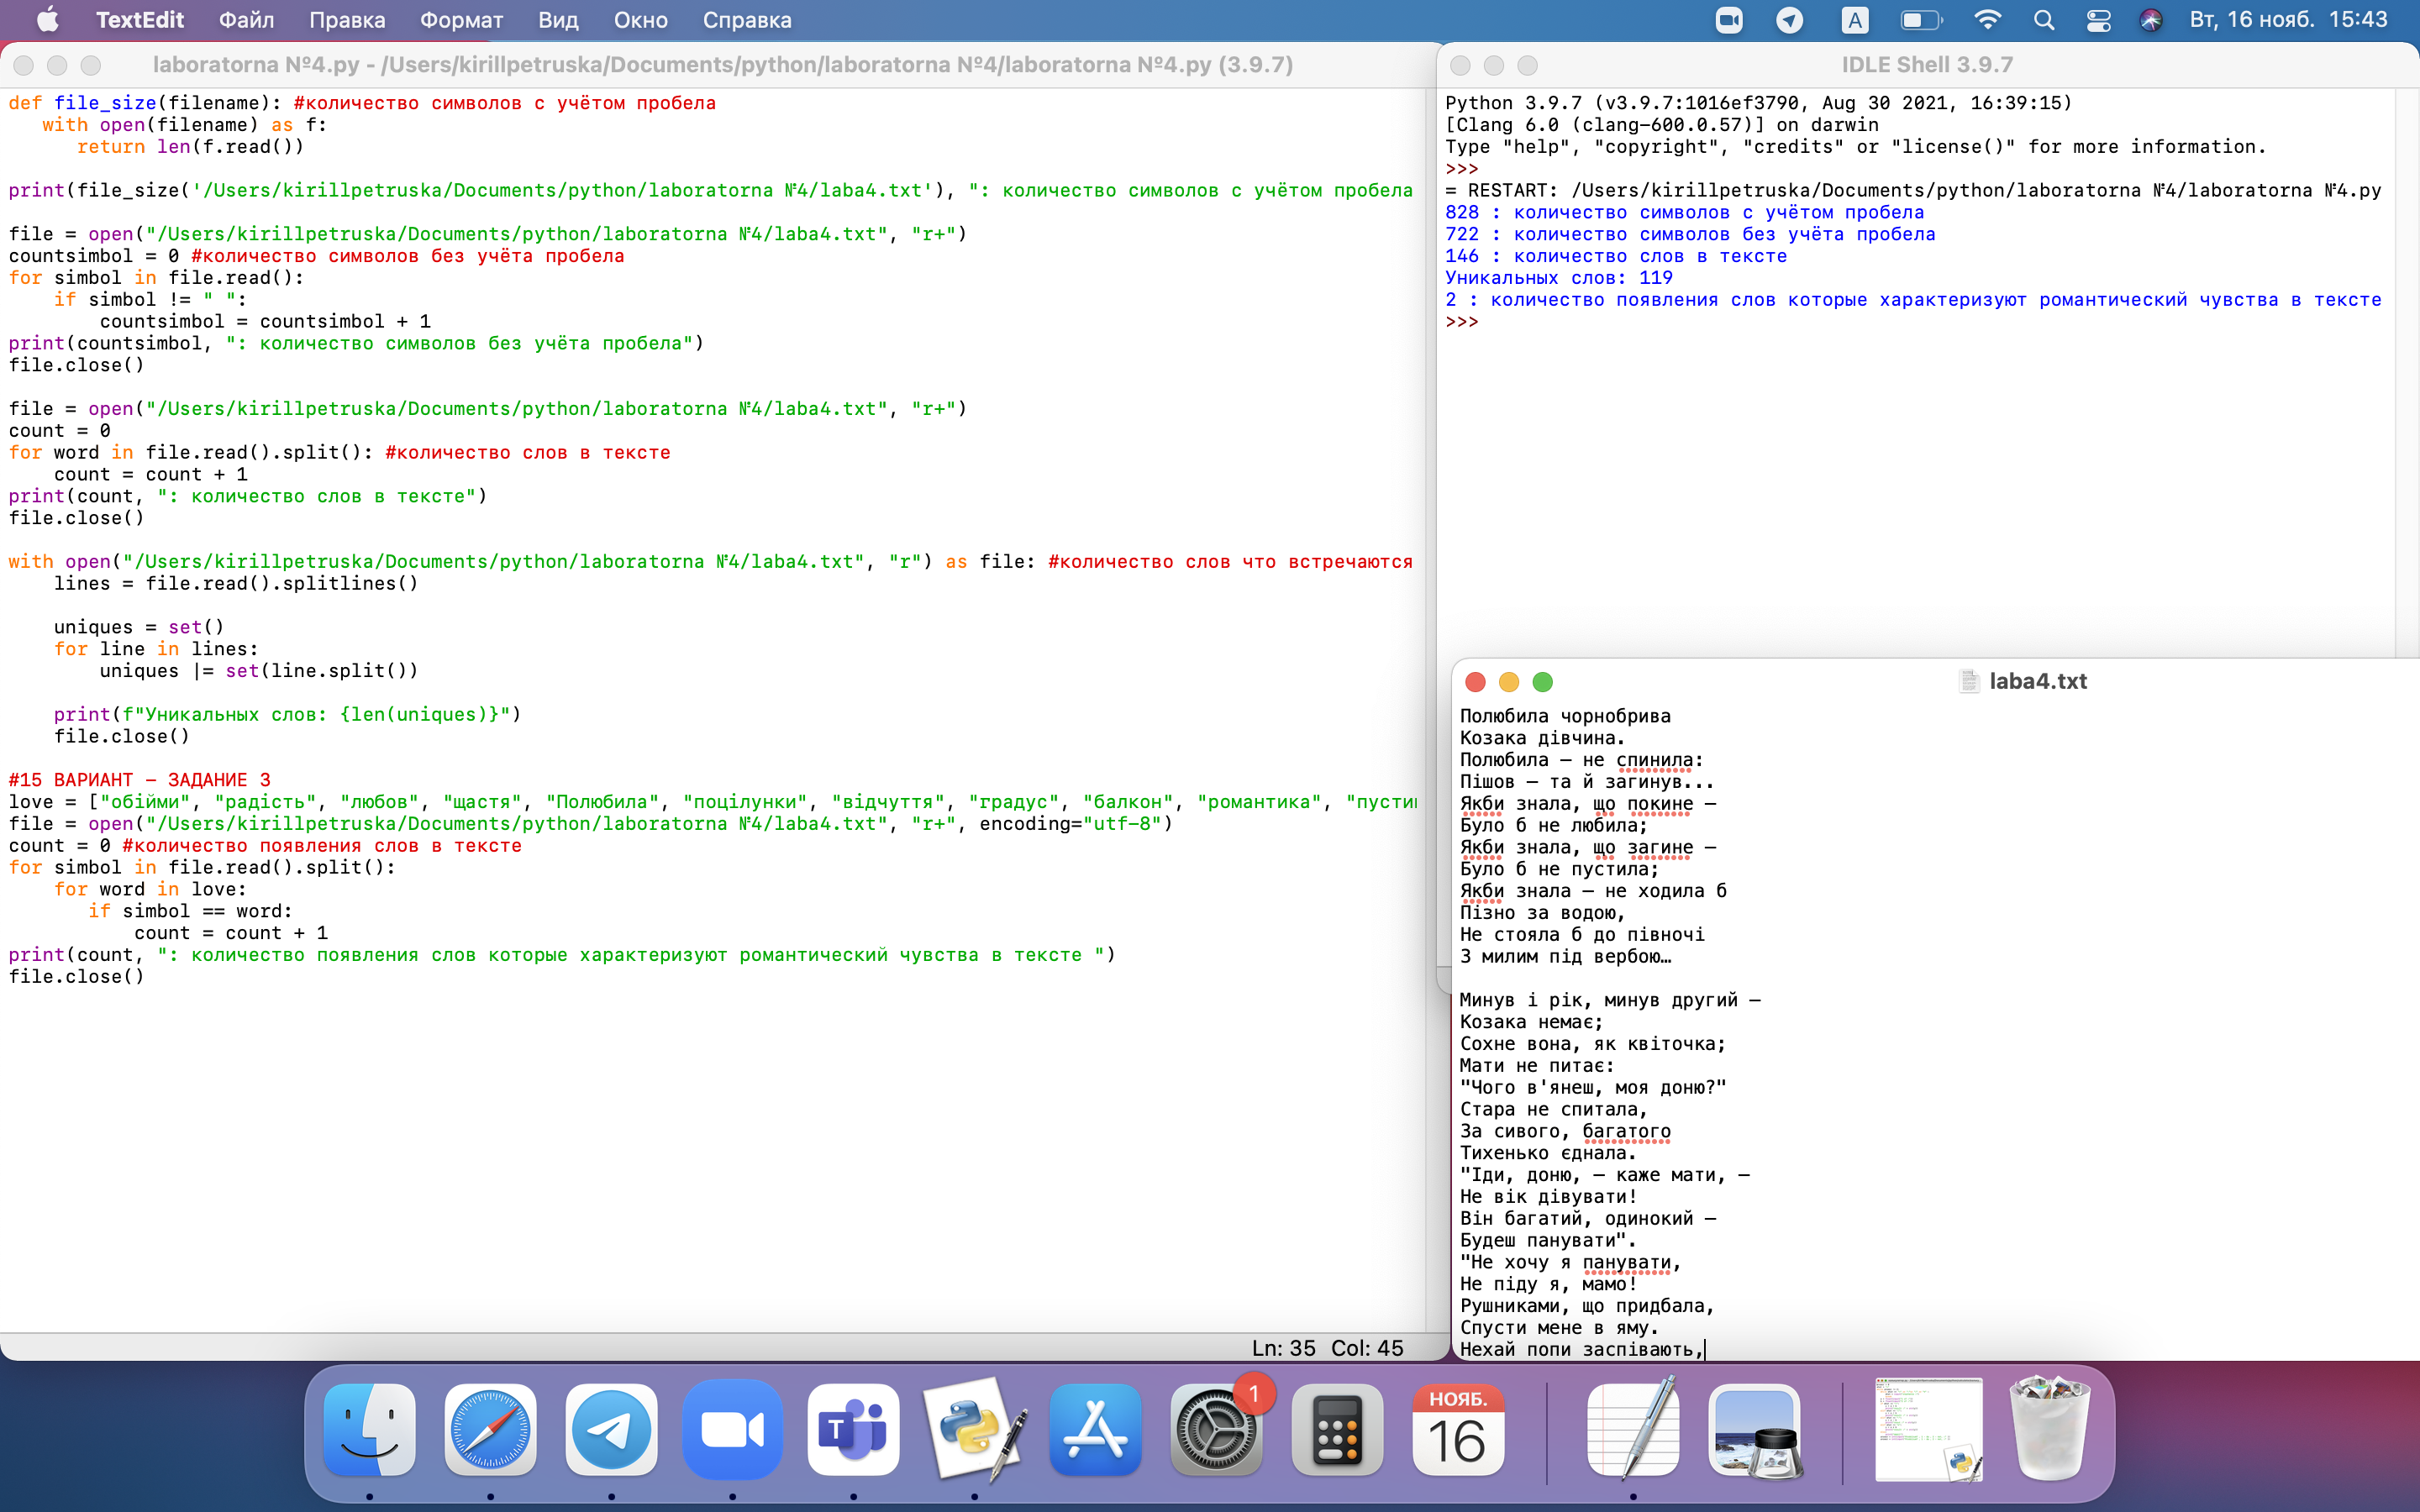 TextEdit Файл Правка Формат Вид Окно Справка A Вт, 16 нояб. 15:43
laboratorna №4.py - /Users/kirillpetruska/Documents/python/laboratorna №4/laboratorna №4.py (3.9.7)
def file_size(filename): #количество символов с учётом пробела
with open(filename) as f:
return len(f.read())
print(file_size('/Users/kirillpetruska/Documents/python/laboratorna №4/laba4.txt'), ": количество символов с учётом пробела
file = open("/Users/kirillpetruska/Documents/python/laboratorna №4/laba4.txt", "r+")
countsimbol = 0 #количество символов без учёта пробела
for simbol in file.read():
if simbol != " ":
countsimbol = countsimbol + 1
print(countsimbol, ": количество символов без учёта пробела")
file.close()
file = open("/Users/kirillpetruska/Documents/python/laboratorna №4/laba4.txt", "r+")
count = 0
for word in file.read().split(): #количество слов в тексте
count = count + 1
print(count, ": количество слов в тексте")
file.close()
with open("/Users/kirillpetruska/Documents/python/laboratorna №4/laba4.txt", "r") as file: #количество слов что встречаются
lines = file.read().splitlines()
uniques = set()
for line in lines:
uniques |= set(line.split())
print(f"Уникальных слов: {len(uniques)}")
file.close()
#15 ВАРИАНТ – ЗАДАНИЕ 3
love = ["обійми", "радість", "любов", "щастя", "Полюбила", "поцілунки", "відчуття", "градус", "балкон", "романтика", "пусти
file = open("/Users/kirillpetruska/Documents/python/laboratorna №4/laba4.txt", "r+", encoding="utf-8")
count = 0 #количество появления слов в тексте
for simbol in file.read().split():
for word in love:
if simbol == word:
count = count + 1
print(count, ": количество появления слов которые характеризуют романтический чувства в тексте ")
file.close()
Ln: 35 Col: 45
IDLE Shell 3.9.7
Python 3.9.7 (v3.9.7:1016ef3790, Aug 30 2021, 16:39:15)
[Clang 6.0 (clang-600.0.57)] on darwin
Type "help", "copyright", "credits" or "license()" for more information.
>>>
= RESTART: /Users/kirillpetruska/Documents/python/laboratorna №4/laboratorna №4.py
828 : количество символов с учётом пробела
722 : количество символов без учёта пробела
146 : количество слов в тексте
Уникальных слов: 119
2 : количество появления слов которые характеризуют романтический чувства в тексте
>>>
laba4.txt
Полюбила чорнобрива
Козака дівчина.
Полюбила – не спинила:
Пішов – та й загинув...
Якби знала, що покине –
Було б не любила;
Якби знала, що загине –
Було б не пустила;
Якби знала – не ходила б
Пізно за водою,
Не стояла б до півночі
З милим під вербою…
Минув і рік, минув другий –
Козака немає;
Сохне вона, як квіточка;
Мати не питає:
"Чого в'янеш, моя доню?"
Стара не спитала,
За сивого, багатого
Тихенько єднала.
"Іди, доню, – каже мати, –
Не вік дівувати!
Він багатий, одинокий –
Будеш панувати".
"Не хочу я панувати,
Не піду я, мамо!
Рушниками, що придбала,
Спусти мене в яму.
Нехай попи заспівають,
1
T
НОЯБ.
16